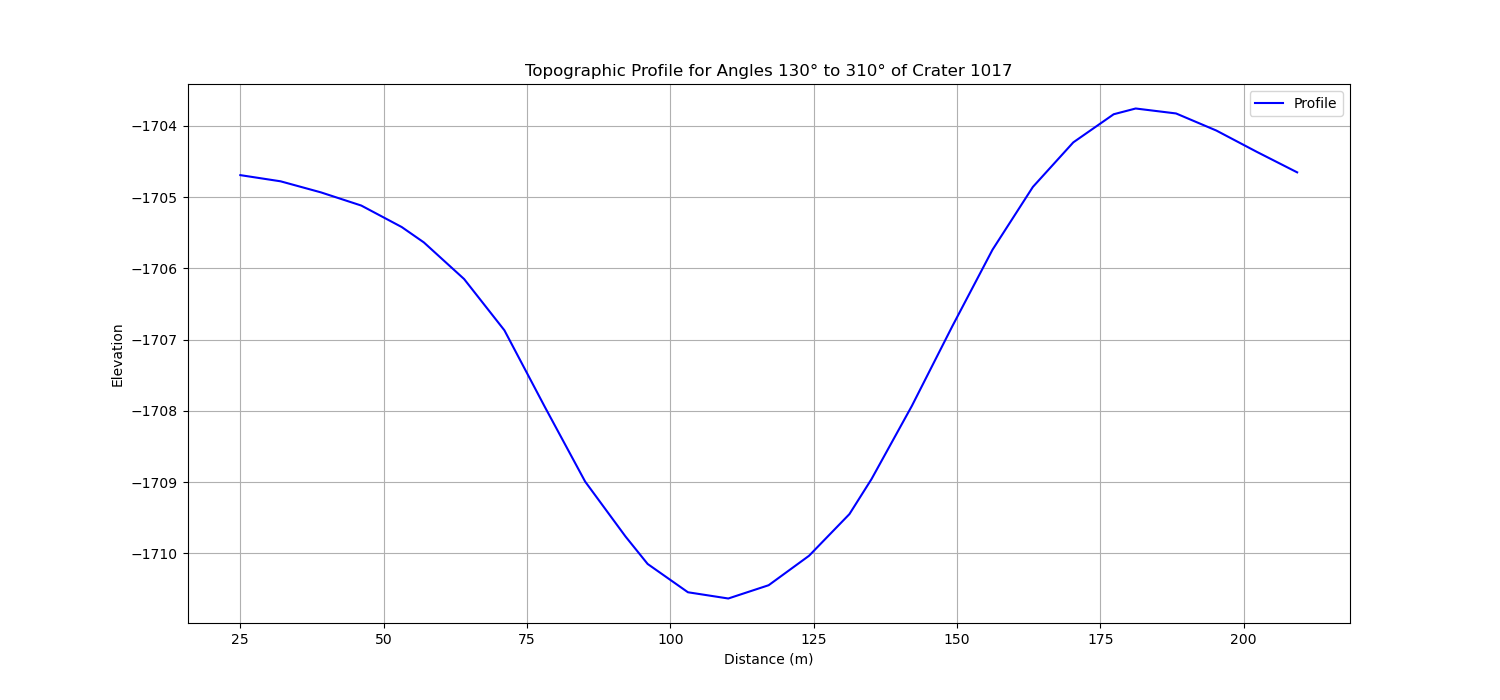 Topographic Profile for Angles 130° to 310° of Crater 1017
Profile
−1704
−1705
−1706
−1707
−1708
−1709
−1710
Elevation
25 50 75 100 125 150 175 200
Distance (m)